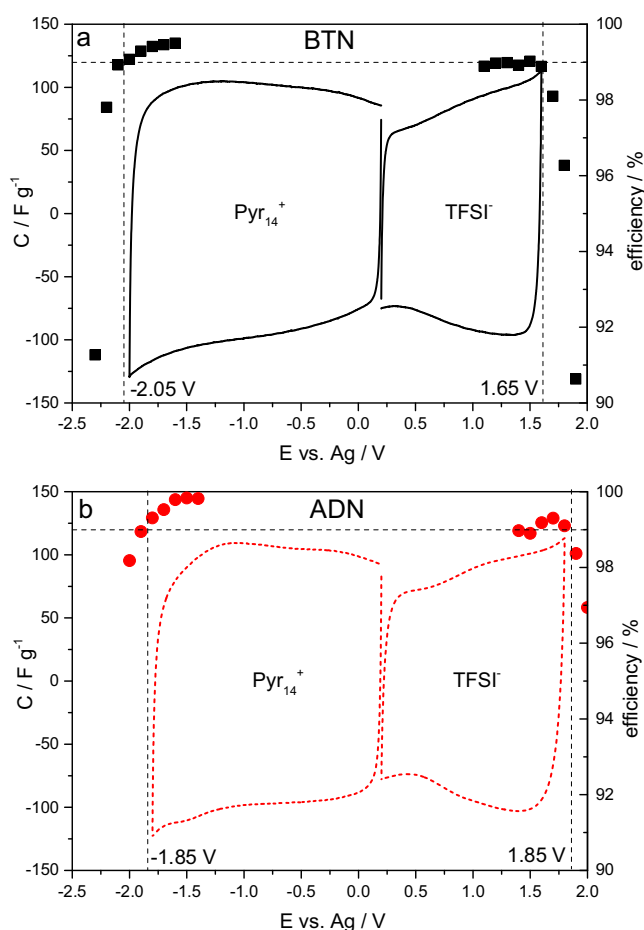 a
BTN
C / F g⁻¹
150
100
50
0
-50
-100
-150
100
98
96
94
92
90
efficiency / %
Pyr₁₄⁺
TFSI⁻
-2.05 V
1.65 V
-2.5 -2.0 -1.5 -1.0 -0.5 0.0 0.5 1.0 1.5 2.0
E vs. Ag / V
b
ADN
C / F g⁻¹
150
100
50
0
-50
-100
-150
100
98
96
94
92
90
efficiency / %
Pyr₁₄⁺
TFSI⁻
-1.85 V
1.85 V
-2.5 -2.0 -1.5 -1.0 -0.5 0.0 0.5 1.0 1.5 2.0
E vs. Ag / V